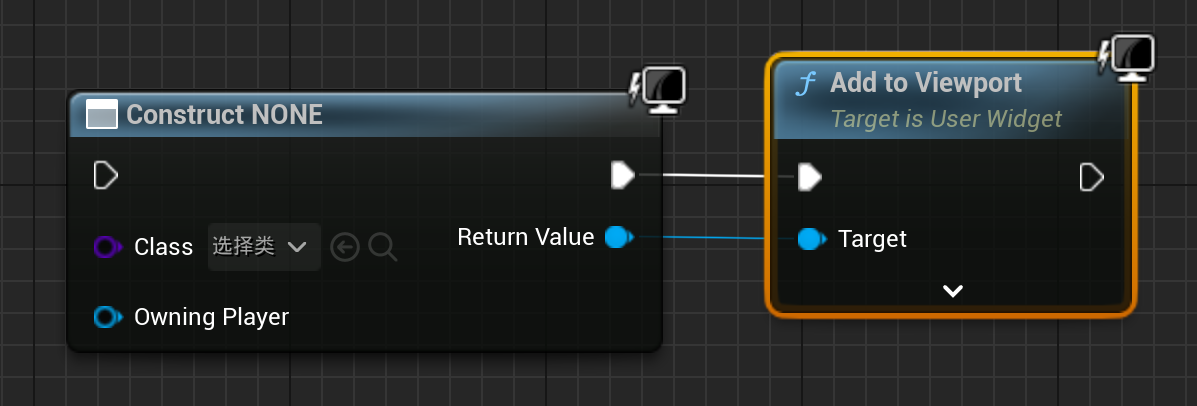 Construct NONE
Class 选择类
Return Value
Owning Player
f Add to Viewport
Target is User Widget
Target